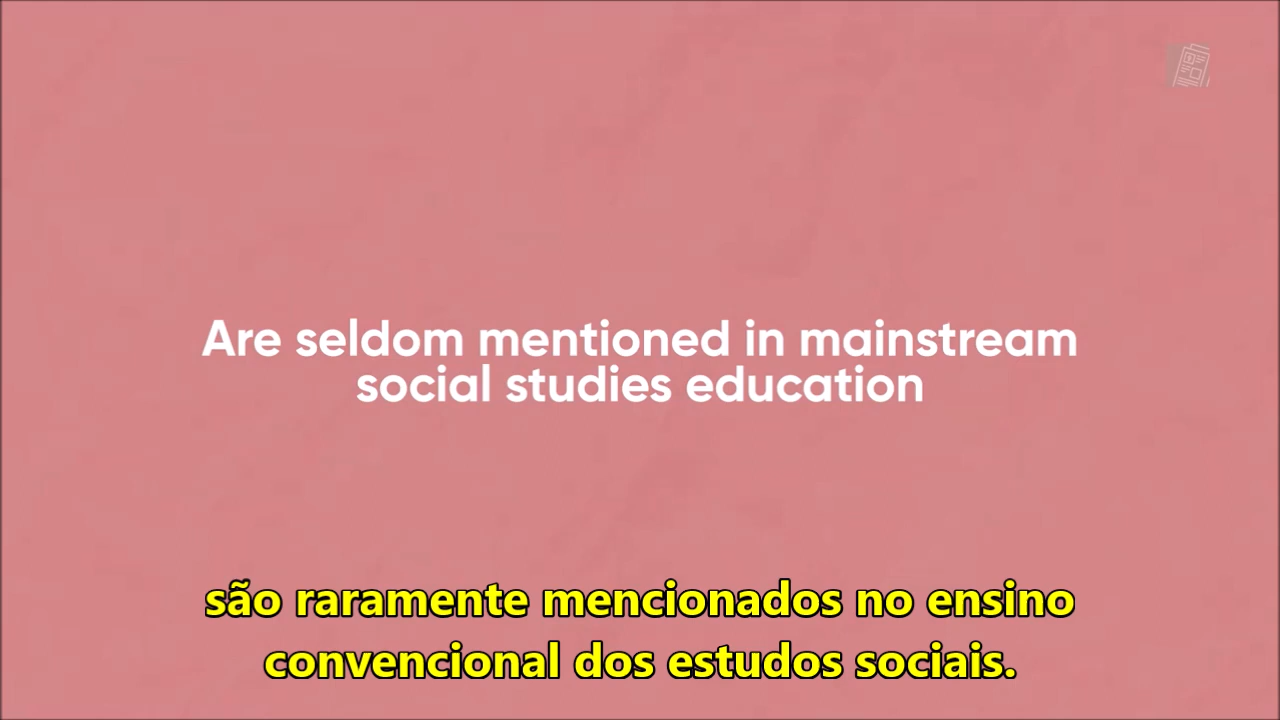 Are seldom mentioned in mainstream
social studies education
são raramente mencionados no ensino
convencional dos estudos sociais.